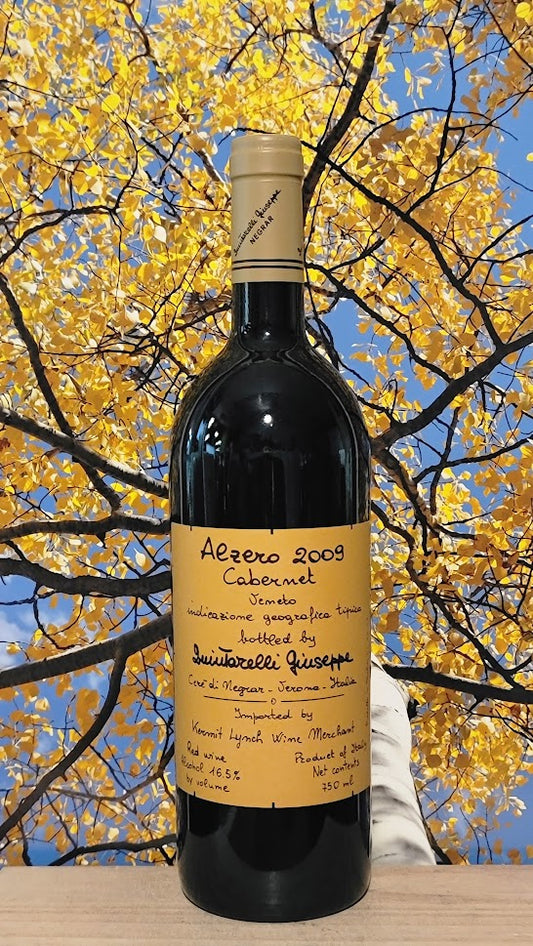 Quintarelli Giuseppe
NEGRAR
Alzero 2009
Cabernet
Veneto
indicazione geografica tipica
bottled by
Quintarelli Giuseppe
Cerè di Negrar - Verona - Italia
Imported by
Kermit Lynch Wine Merchant
Red wine
Alcohol 16.5%
by volume
Product of Italy
Net contents
750 ml